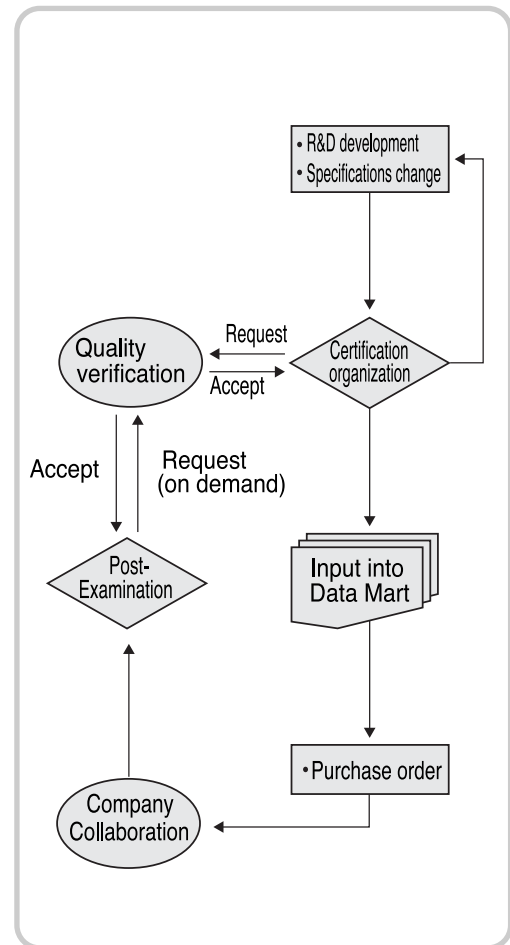 • R&D development
• Specifications change
Request
Quality
verification
Certification
organization
Accept
Accept
Request
(on demand)
Post-
Examination
Input into
Data Mart
• Purchase order
Company
Collaboration